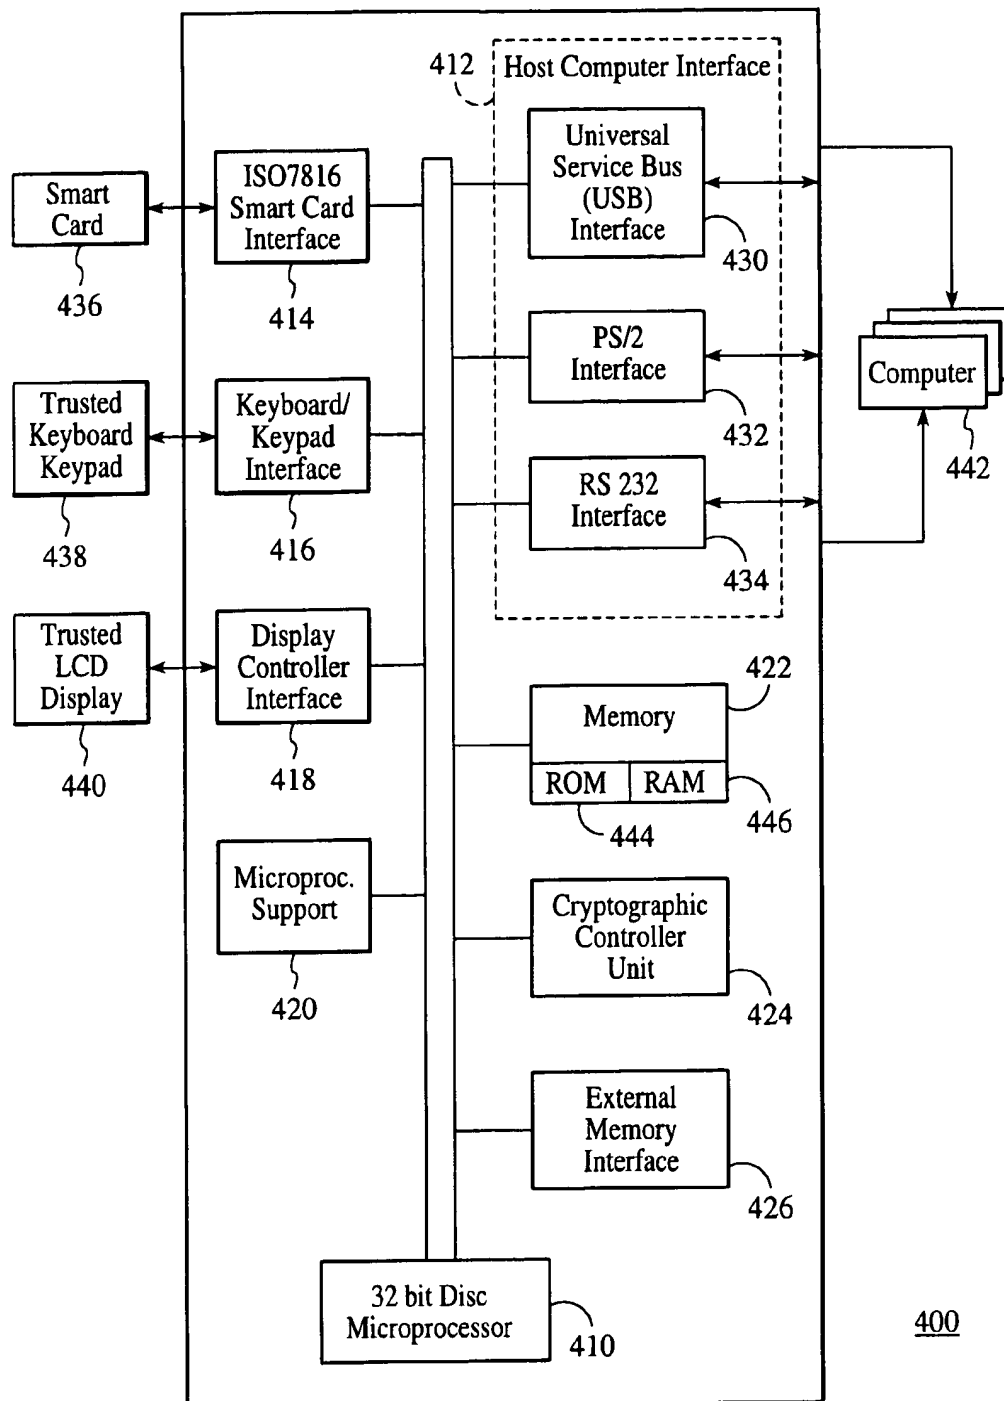 412
Host Computer Interface
Universal
Service Bus
(USB)
Interface
430
ISO7816
Smart Card
Interface
414
Smart
Card
436
PS/2
Interface
432
Computer
442
Trusted
Keyboard
Keypad
438
Keyboard/
Keypad
Interface
416
RS 232
Interface
434
Trusted
LCD
Display
440
Display
Controller
Interface
418
422
Memory
ROM
RAM
444
446
Microproc.
Support
420
Cryptographic
Controller
Unit
424
External
Memory
Interface
426
32 bit Disc
Microprocessor
410
400